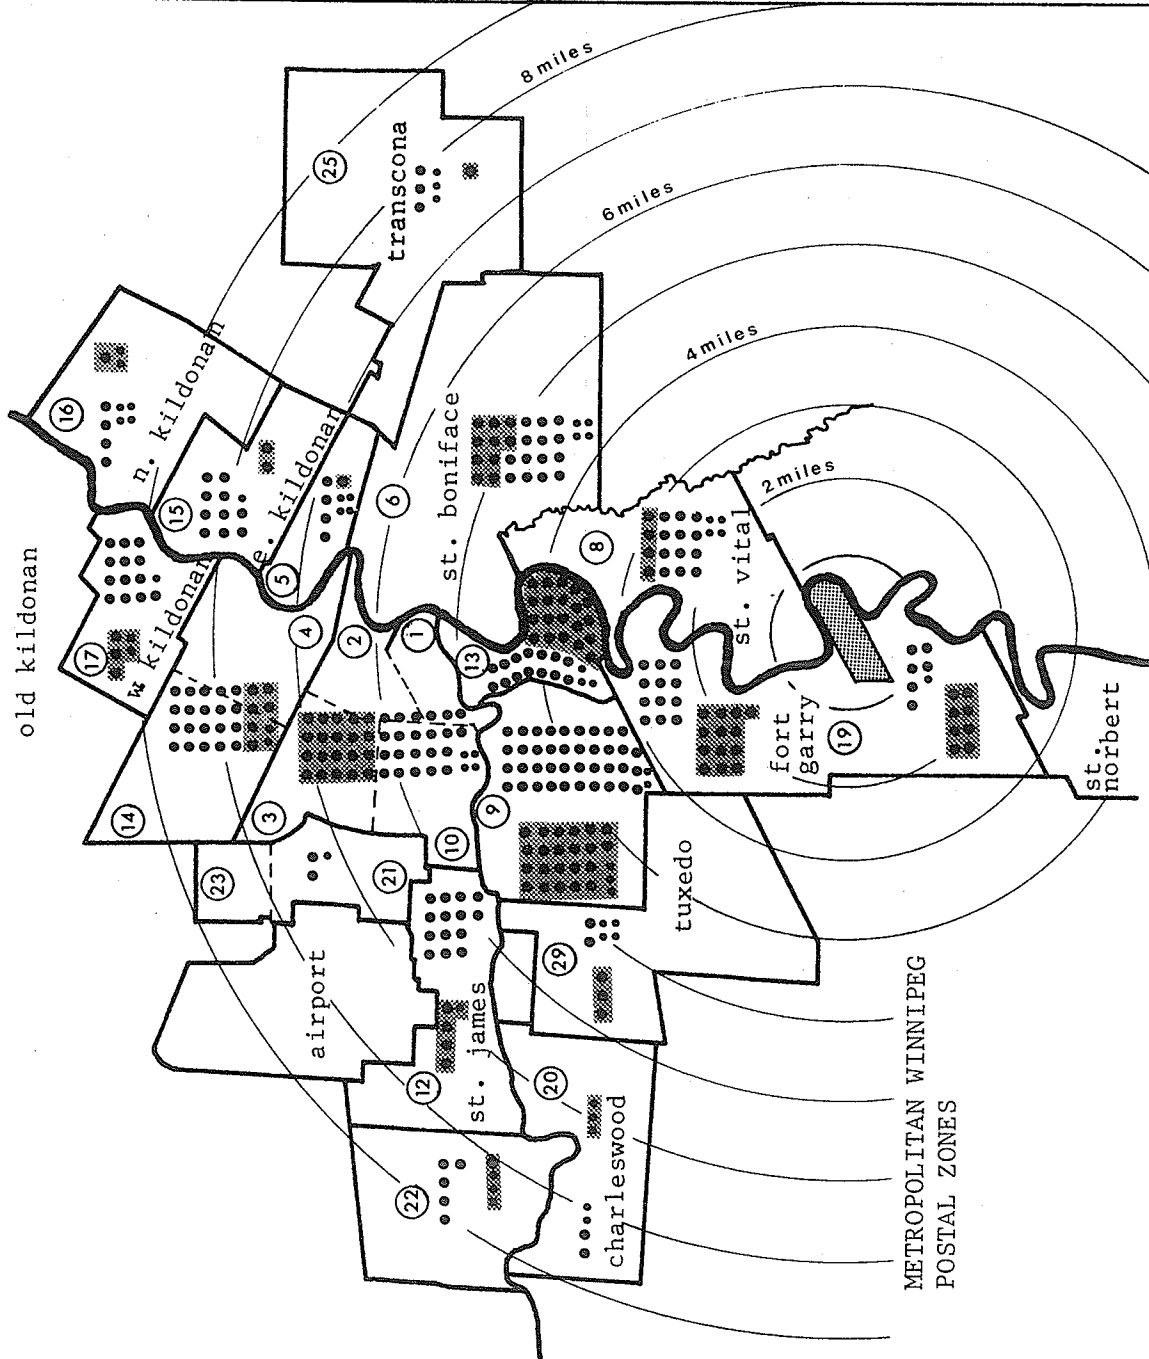 old kildonan
16
n. kildonan
17
w kildonan
15
25
transcona
8 miles
e. kildonan
5
14
4
6
6 miles
3
2
st. boniface
1
23
21
10
13
8
4 miles
airport
9
st. vital
2 miles
12
st. james
29
tuxedo
fort
garry
19
22
20
charleswood
st.
norbert
METROPOLITAN WINNIPEG
POSTAL ZONES